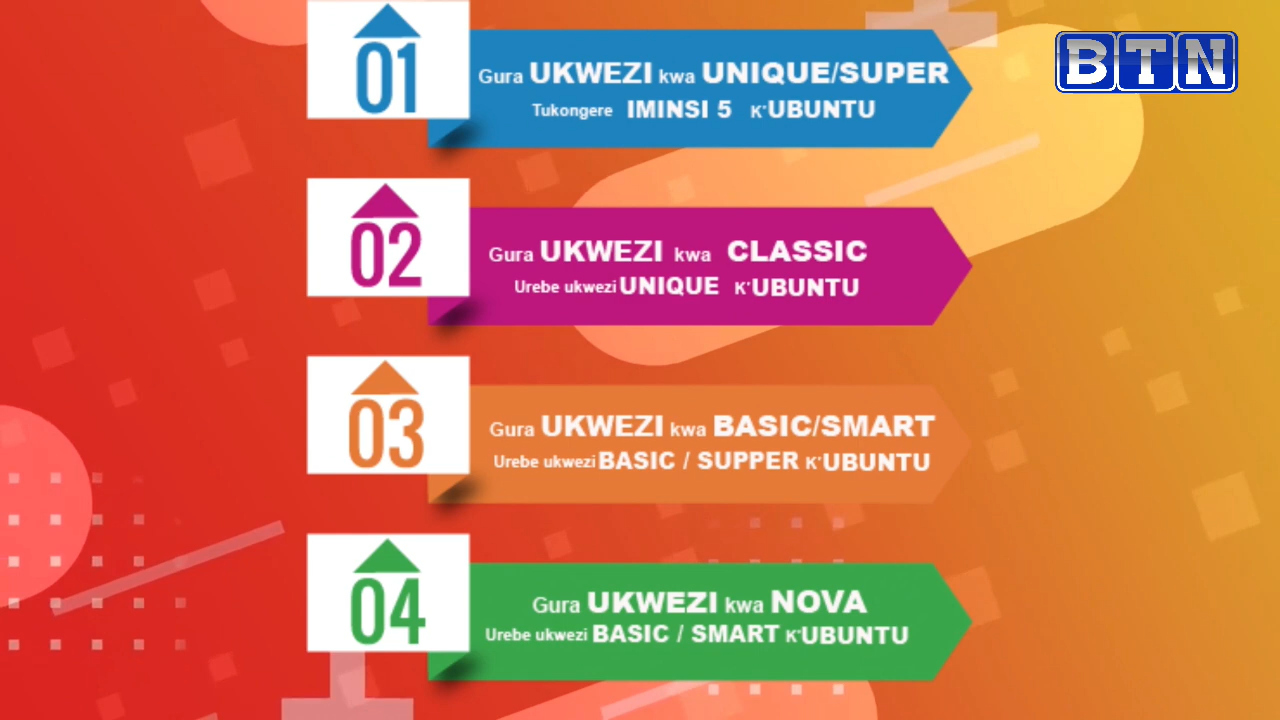 BTN
01
Gura UKWEZI kwa UNIQUE/SUPER
Tukongere IMINSI 5 K'UBUNTU
02
Gura UKWEZI kwa CLASSIC
Urebe ukwezi UNIQUE K'UBUNTU
03
Gura UKWEZI kwa BASIC/SMART
Urebe ukwezi BASIC / SUPPER K'UBUNTU
04
Gura UKWEZI kwa NOVA
Urebe ukwezi BASIC / SMART K'UBUNTU